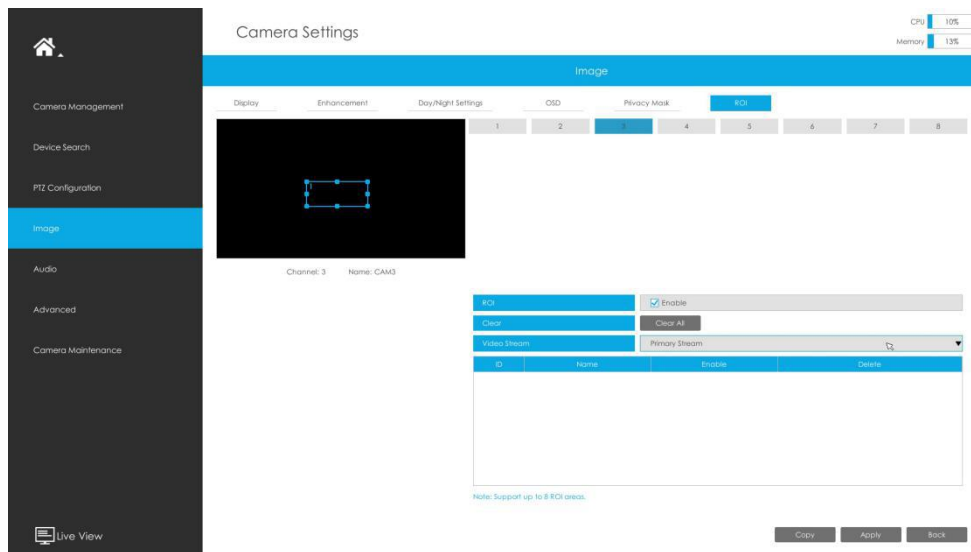 Camera Settings
CPU 10%
Memory 13%
Image
Camera Management
Device Search
PTZ Configuration
Image
Audio
Advanced
Camera Maintenance
Live View
Display Enhancement Day/Night Settings OSD Privacy Mask ROI
1 2 3 4 5 6 7 8
1
Channel: 3 Name: CAM3
ROI Enable
Clear Clear All
Video Stream Primary Stream
ID Name Enable Delete
Note: Support up to 8 ROI areas.
Copy Apply Back